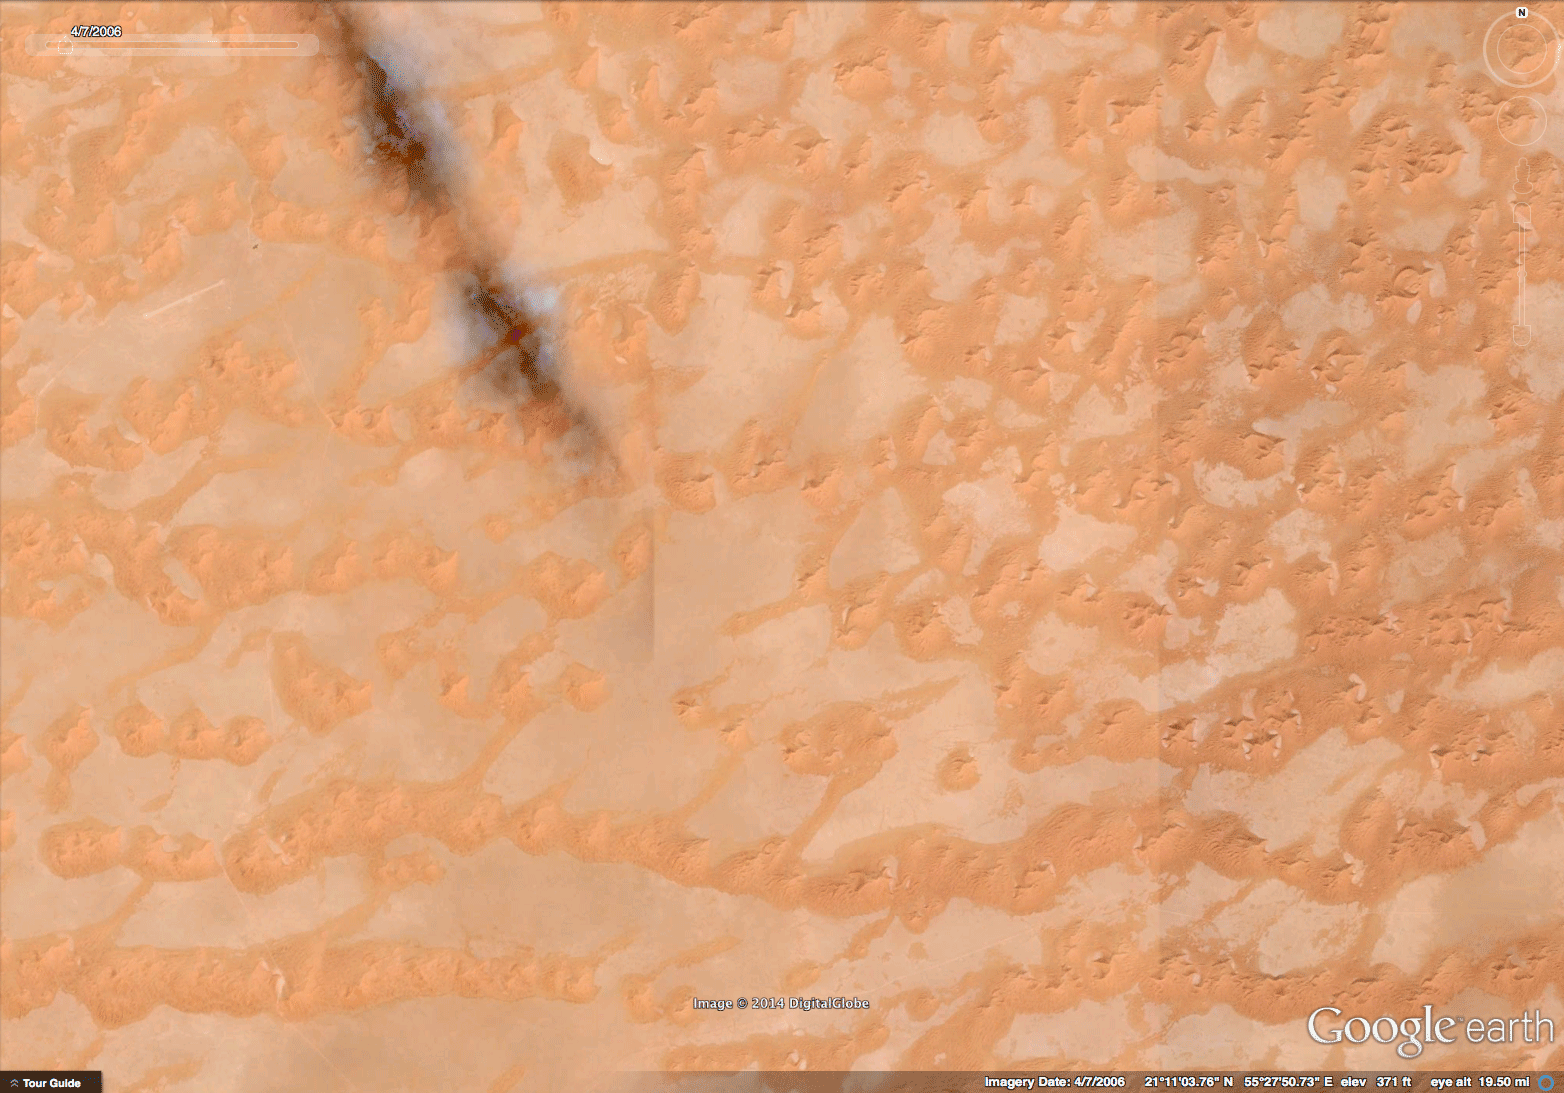 4/7/2006
N
Image © 2014 DigitalGlobe
Google™ earth
Tour Guide
Imagery Date: 4/7/2006 21°11'03.76" N 55°27'50.73" E elev 371 ft eye alt 19.50 mi